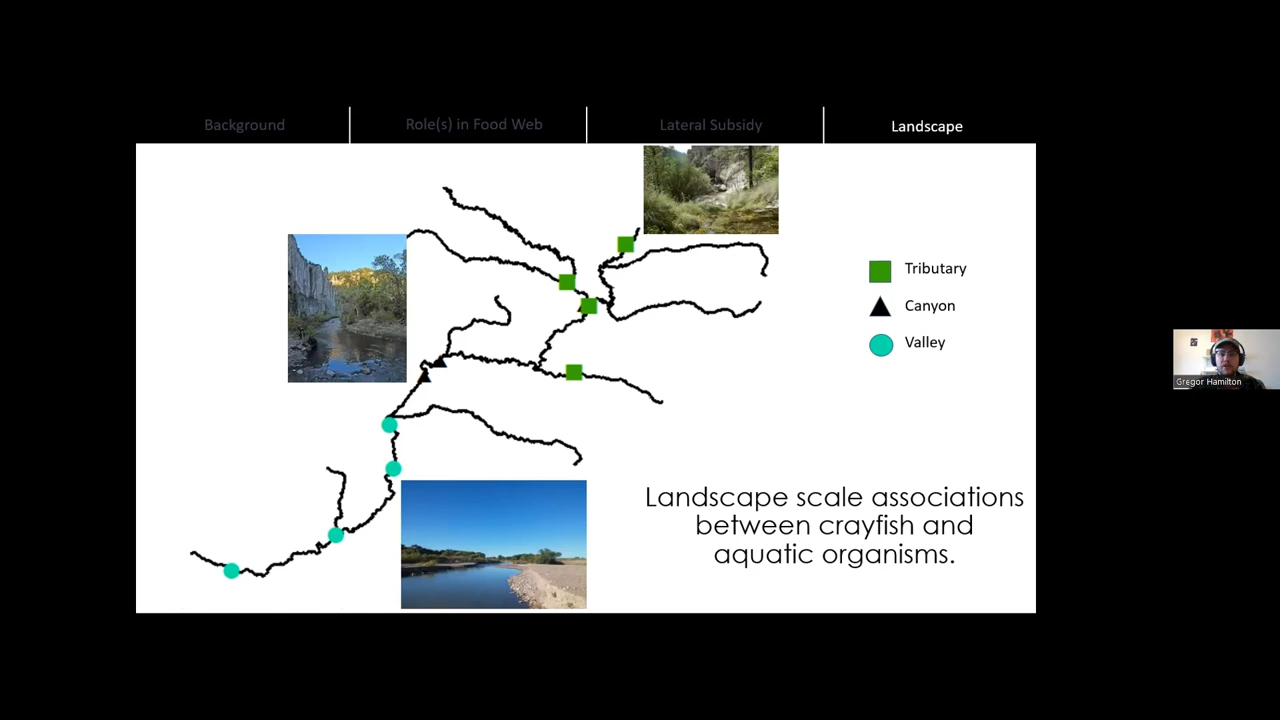 Background
Role(s) in Food Web
Lateral Subsidy
Landscape
Tributary
Canyon
Valley
Gregor Hamilton
Landscape scale associations
between crayfish and
aquatic organisms.